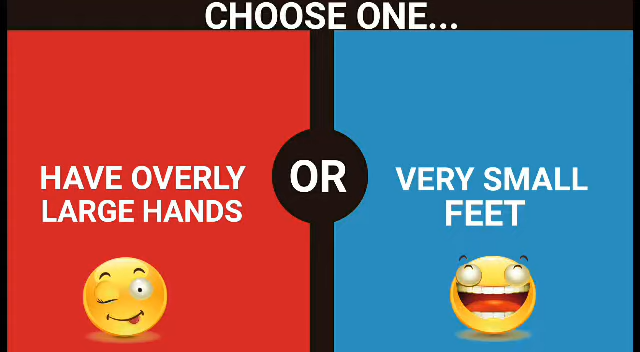 CHOOSE ONE...
HAVE OVERLY
LARGE HANDS
OR
VERY SMALL
FEET